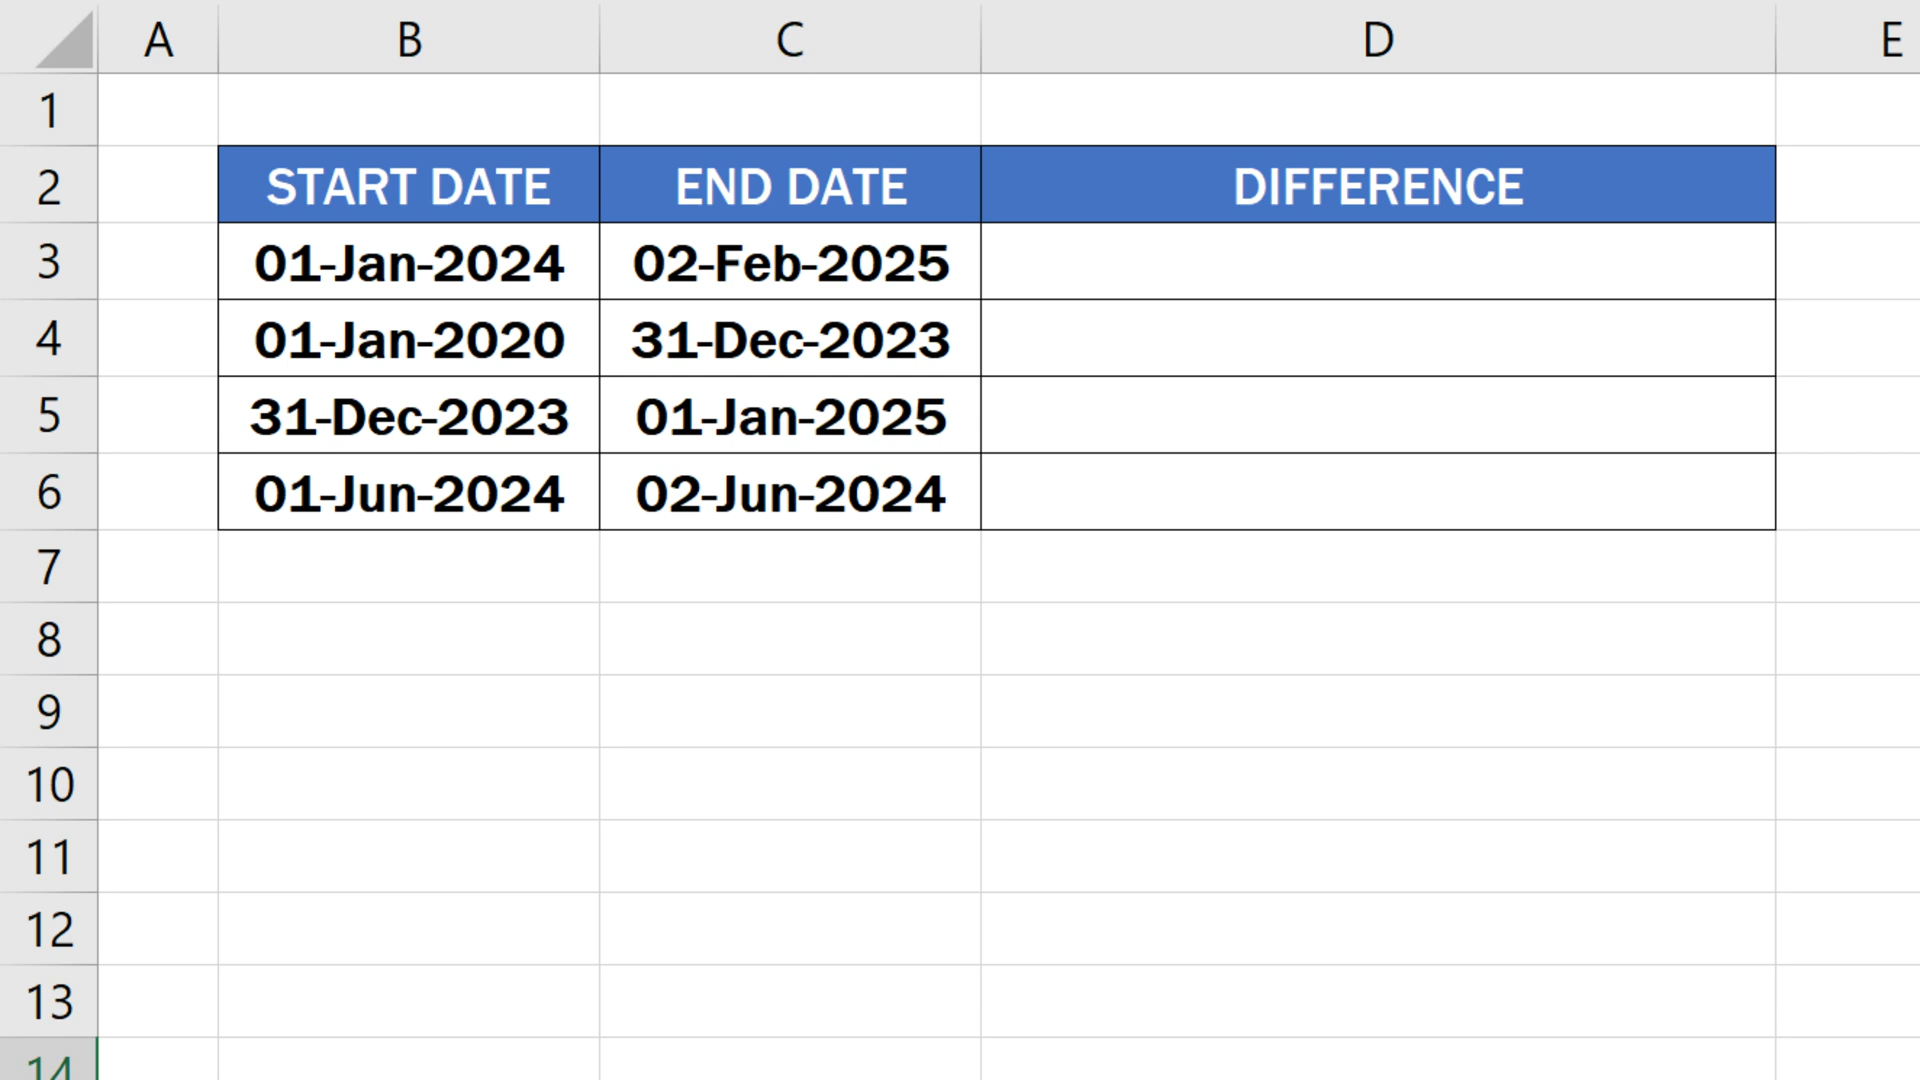 A B C D E
1
2 START DATE END DATE DIFFERENCE
3 01-Jan-2024 02-Feb-2025
4 01-Jan-2020 31-Dec-2023
5 31-Dec-2023 01-Jan-2025
6 01-Jun-2024 02-Jun-2024
7
8
9
10
11
12
13
14